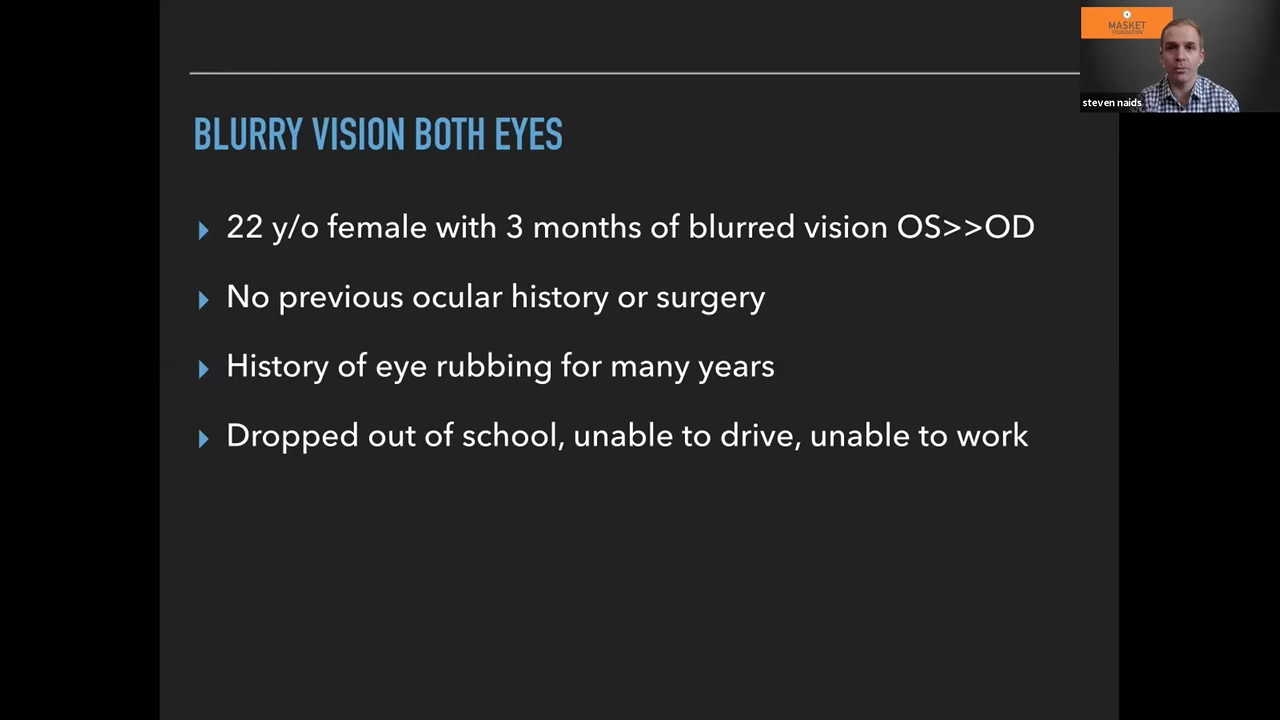 MASKET
FOUNDATION
steven naids
BLURRY VISION BOTH EYES
22 y/o female with 3 months of blurred vision OS>>OD
No previous ocular history or surgery
History of eye rubbing for many years
Dropped out of school, unable to drive, unable to work